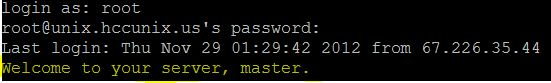 login as: root
root@unix.hccunix.us's password:
Last login: Thu Nov 29 01:29:42 2012 from 67.226.35.44
Welcome to your server, master.